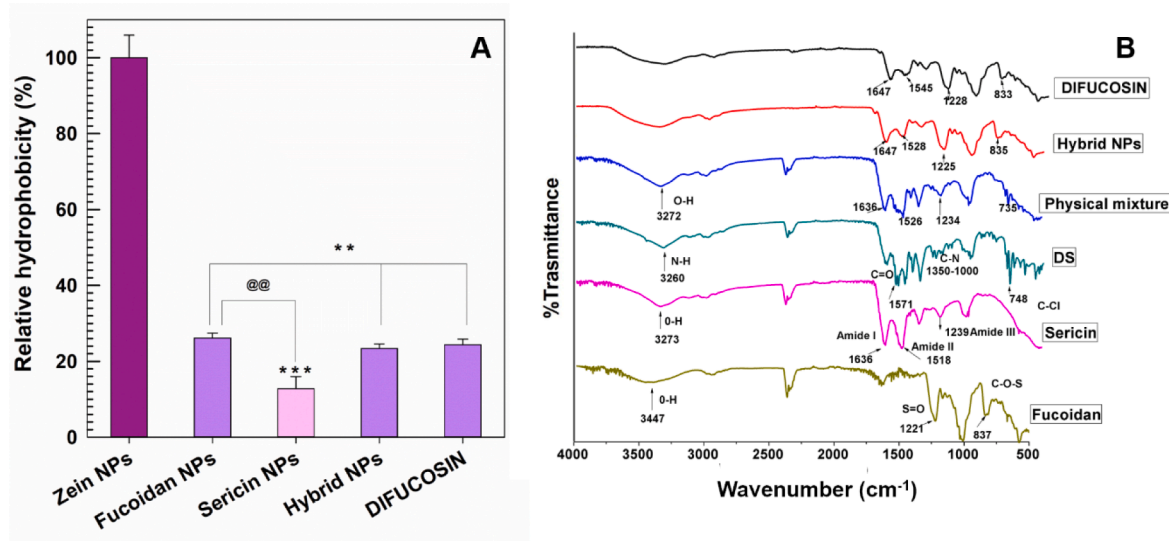 A
Relative hydrophobicity (%)
100
80
60
40
20
0
**
@@
***
Zein NPs
Fucoidan NPs
Sericin NPs
Hybrid NPs
DIFUCOSIN
B
%Trasmittance
1647
1545
1228
833
DIFUCOSIN
1647
1528
1225
835
Hybrid NPs
O-H
3272
1636
1526
1234
735
Physical mixture
N-H
3260
C=O
1571
C-N
1350-1000
748
DS
C-Cl
0-H
3273
Amide I
1636
Amide II
1518
1239Amide III
Sericin
0-H
3447
S=O
1221
C-O-S
837
Fucoidan
4000 3500 3000 2500 2000 1500 1000 500
Wavenumber (cm-1)